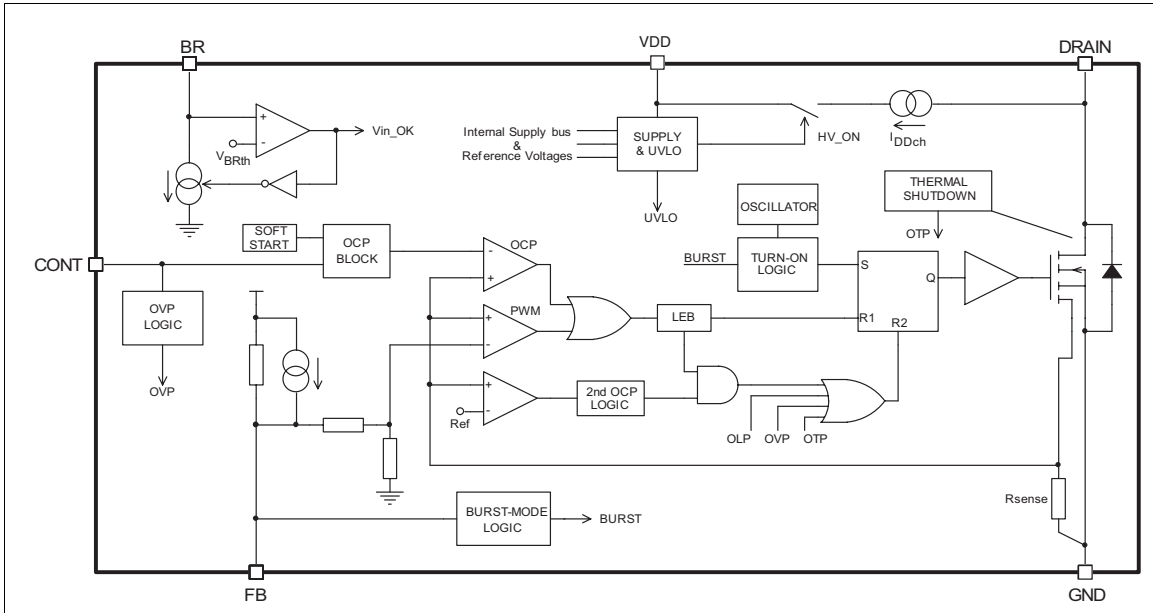 BR
VDD
DRAIN
+
-
Vin_OK
VBRth
Internal Supply bus
&
Reference Voltages
SUPPLY
& UVLO
HV_ON
IDDch
UVLO
THERMAL
SHUTDOWN
OTP
OSCILLATOR
SOFT
START
OCP
BLOCK
-
OCP
+
BURST
TURN-ON
LOGIC
S
Q
R1
R2
CONT
OVP
LOGIC
OVP
+
PWM
-
LEB
+
-
Ref
2nd OCP
LOGIC
OLP
OVP
OTP
Rsense
BURST-MODE
LOGIC
BURST
FB
GND